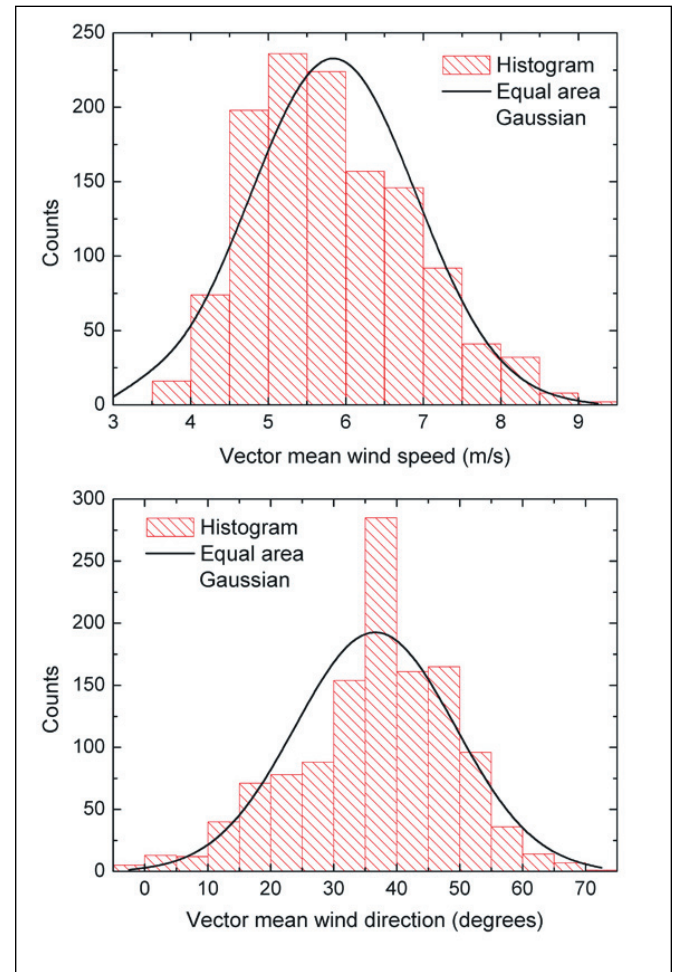 250
200
150
100
50
0
Counts
Histogram
Equal area
Gaussian
3 4 5 6 7 8 9
Vector mean wind speed (m/s)
300
250
200
150
100
50
0
Counts
Histogram
Equal area
Gaussian
0 10 20 30 40 50 60 70
Vector mean wind direction (degrees)